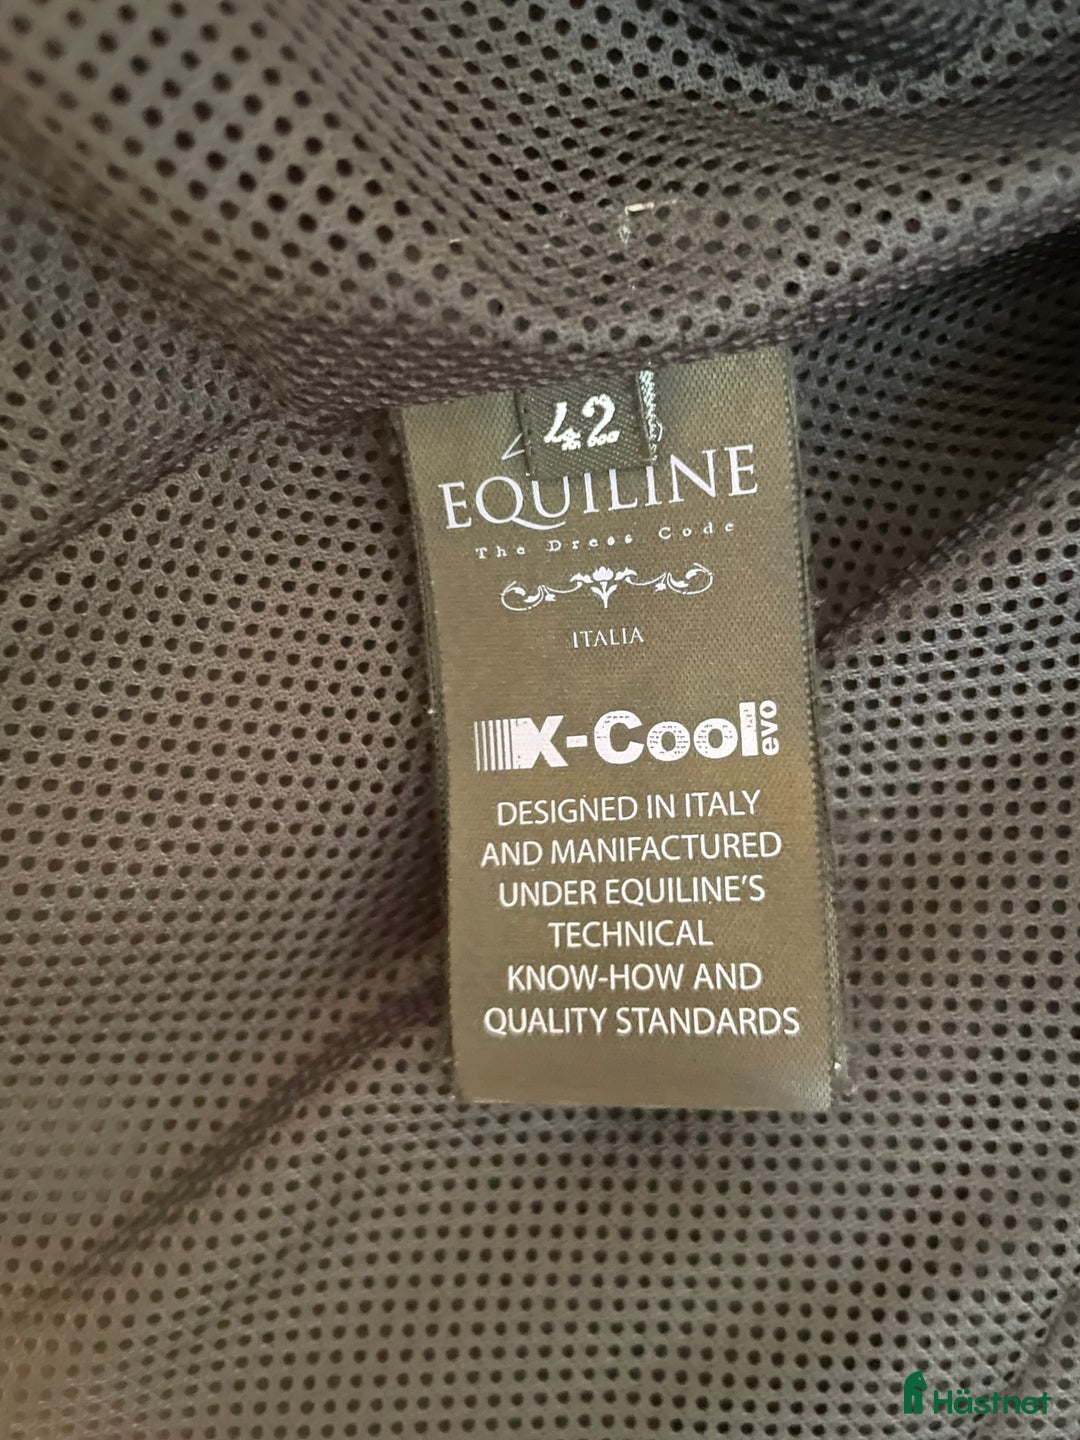 42
EQUILINE
The Dress Code
ITALIA
X-Cool evo
DESIGNED IN ITALY
AND MANIFACTURED
UNDER EQUILINE'S
TECHNICAL
KNOW-HOW AND
QUALITY STANDARDS
Hästnet